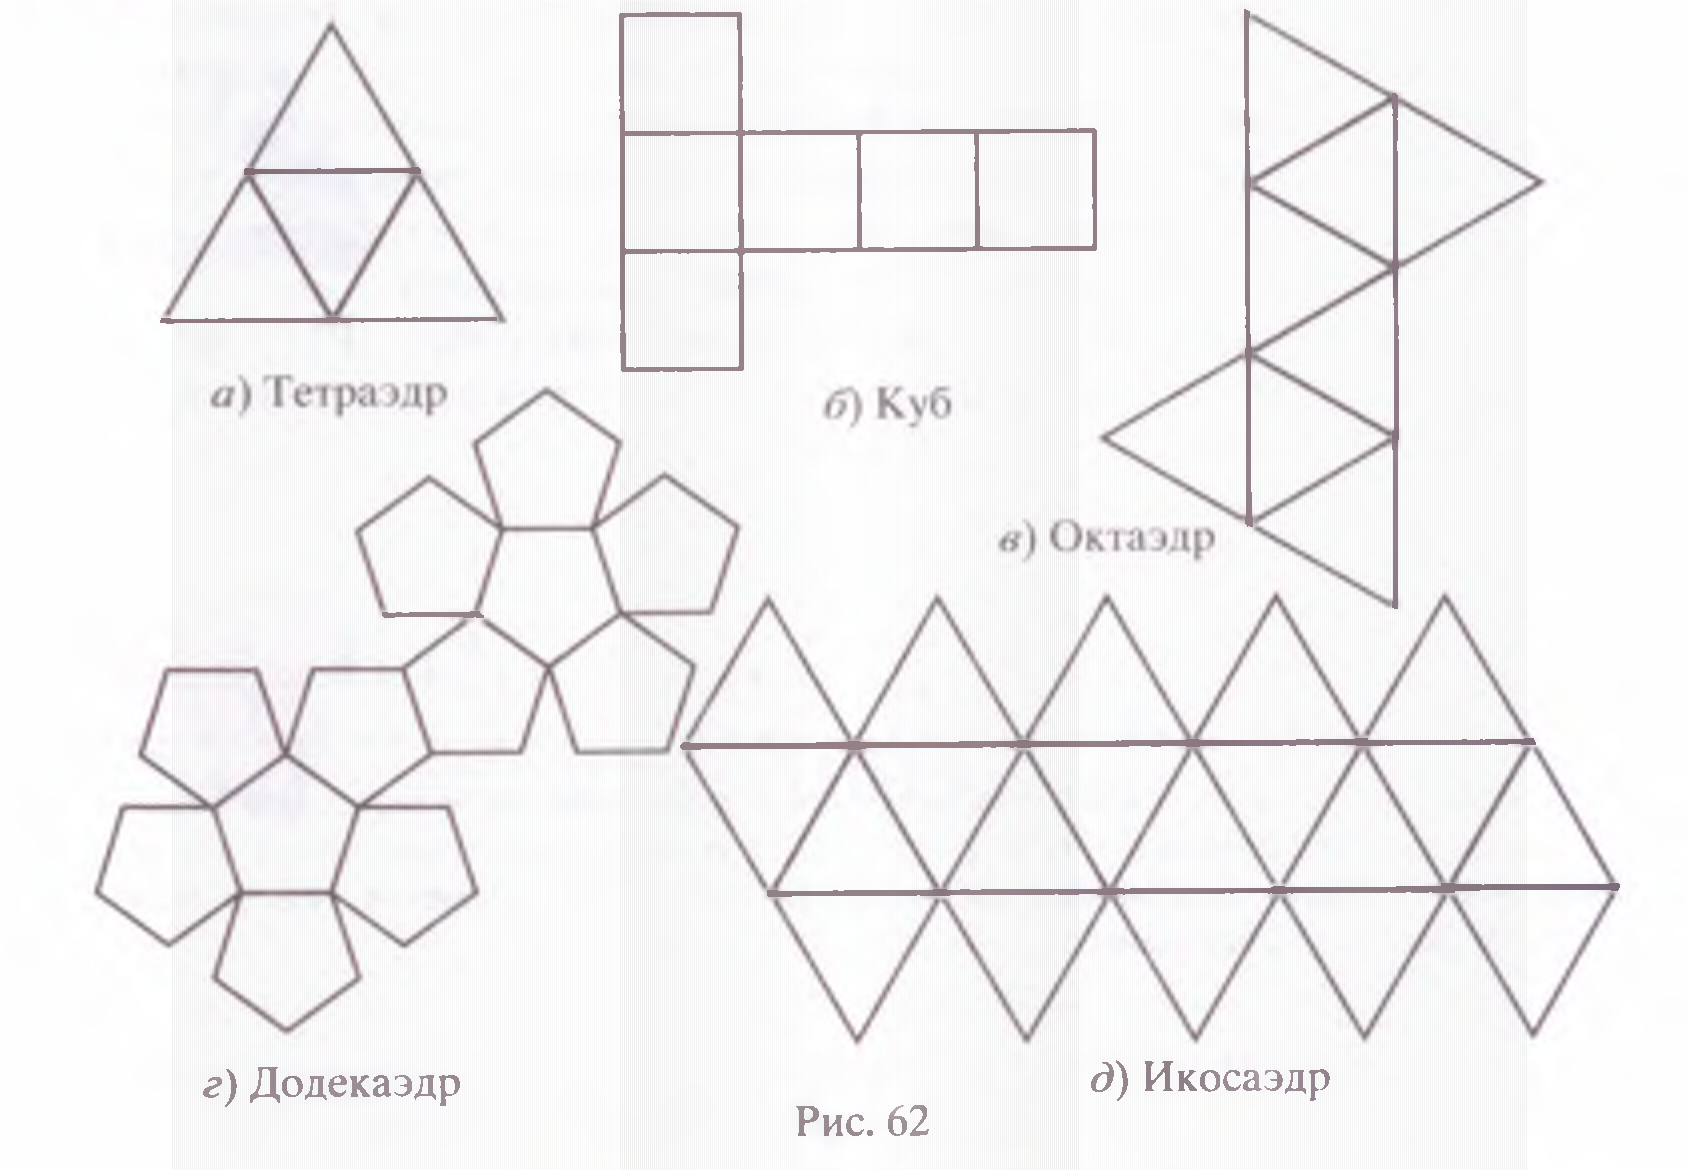 а) Тетраэдр
б) Куб
в) Октаэдр
г) Додекаэдр
д) Икосаэдр
Рис. 62